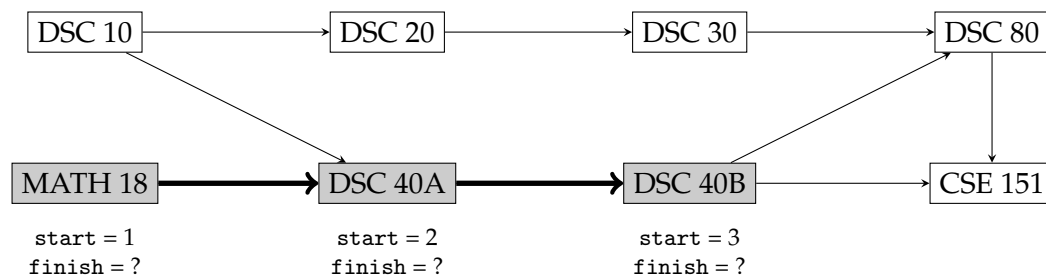 DSC 10 DSC 20 DSC 30 DSC 80
MATH 18 DSC 40A DSC 40B CSE 151
start = 1 start = 2 start = 3
finish = ? finish = ? finish = ?